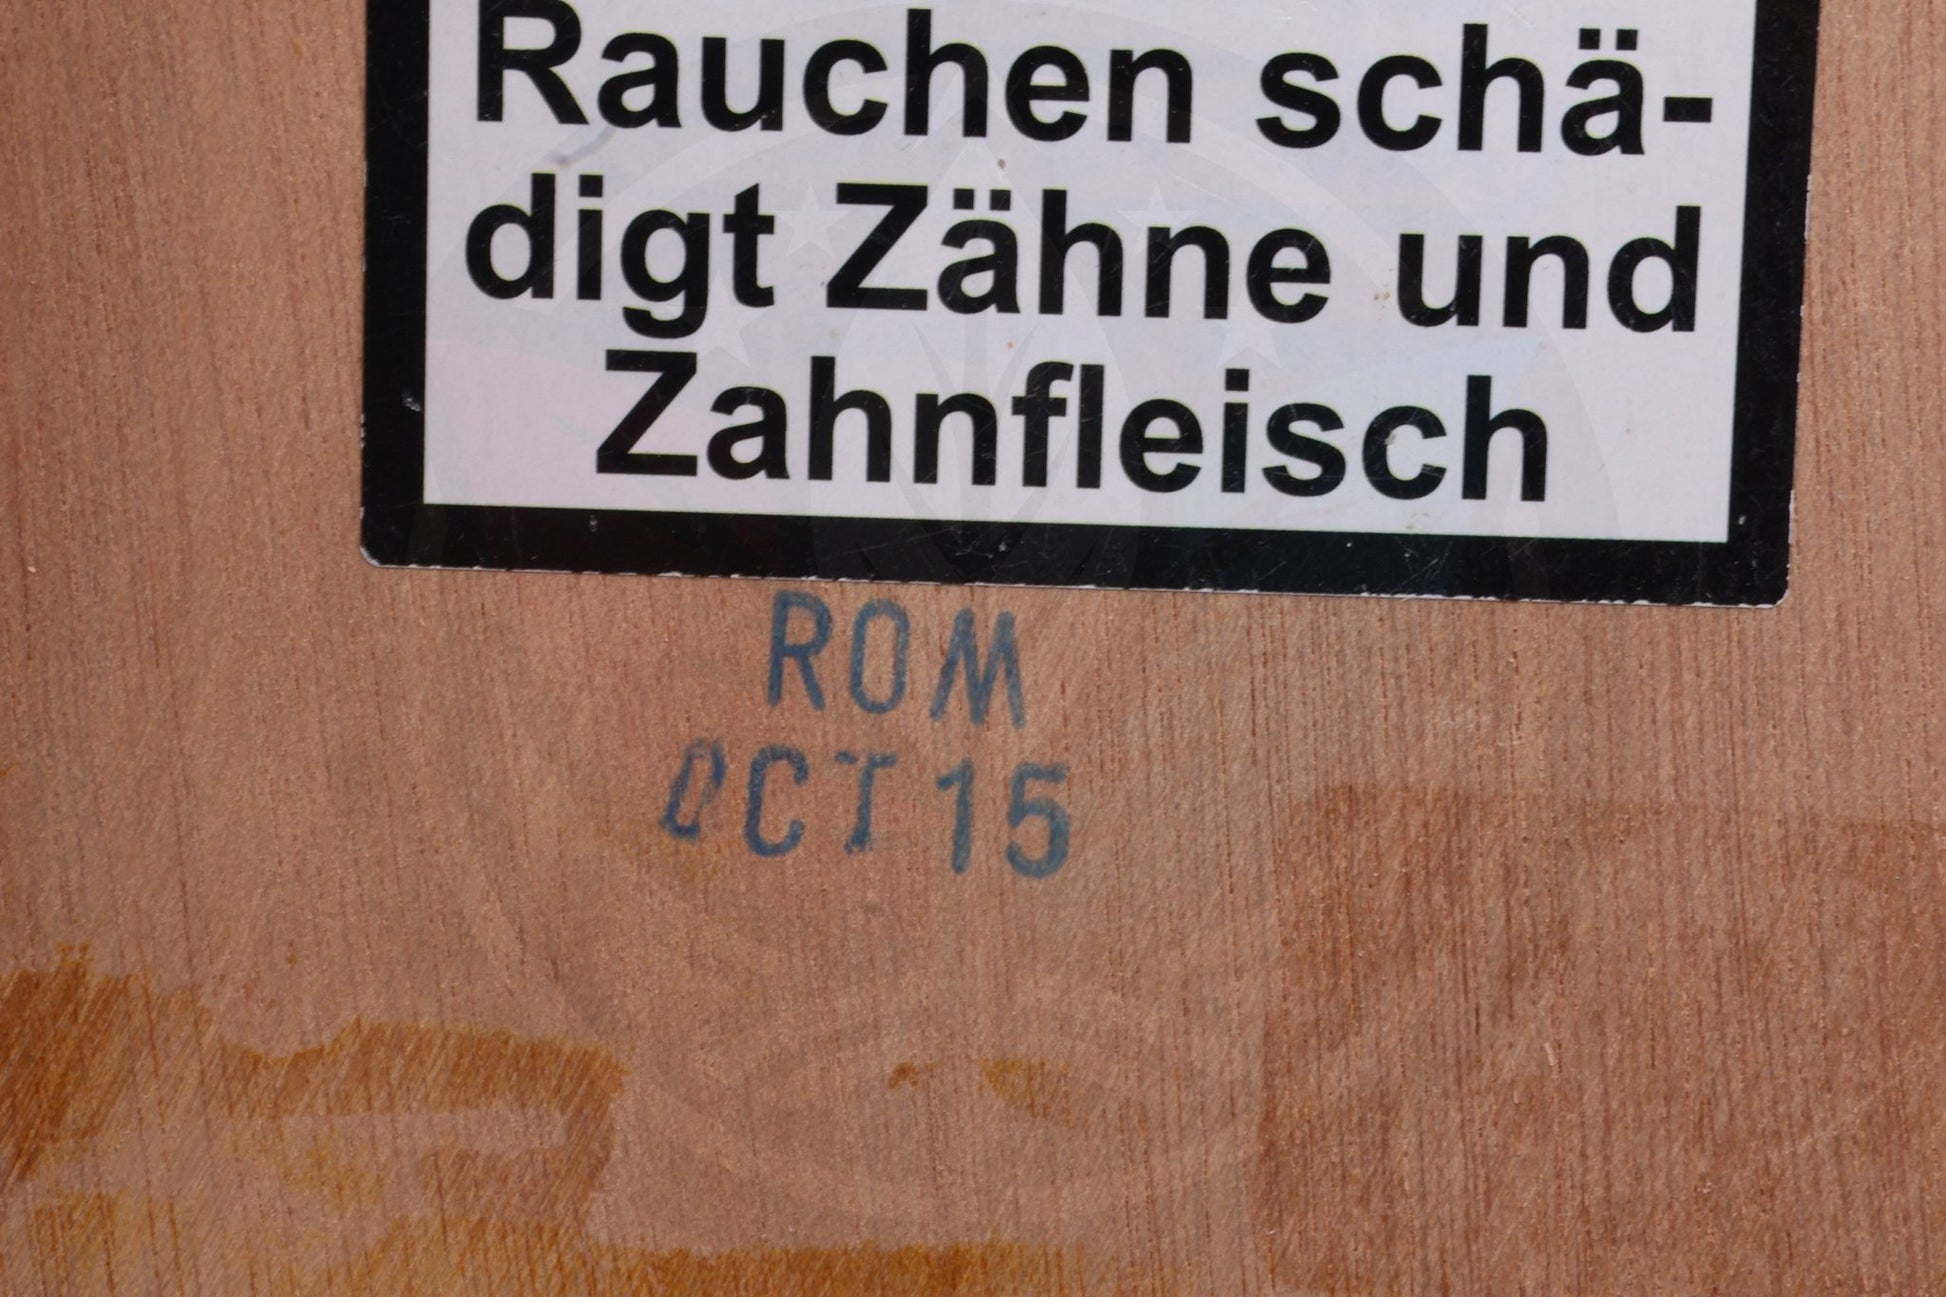 Rauchen schä-
digt Zähne und
Zahnfleisch
ROM
OCT 15